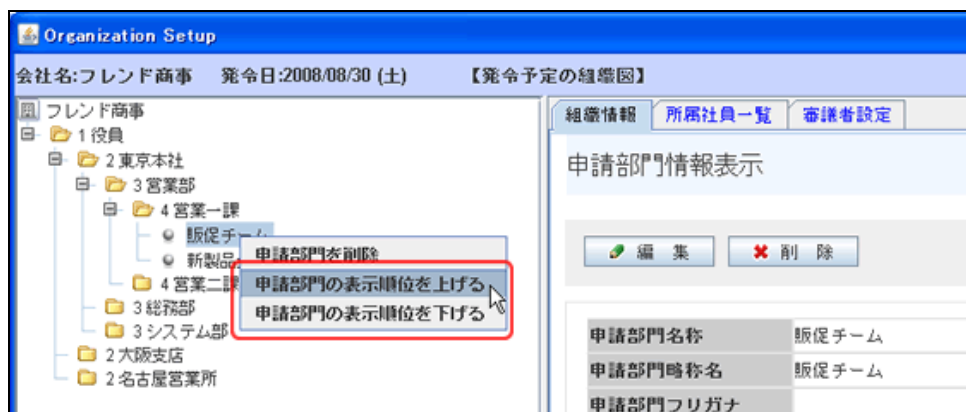 Organization Setup
会社名:フレンド商事 発令日:2008/08/30 (土) 【発令予定の組織図】
フレンド商事
1 役員
2 東京本社
3 営業部
4 営業一課
販促チーム
新製品
4 営業二課
3 総務部
3 システム部
2 大阪支店
2 名古屋営業所
申請部門を削除
申請部門の表示順位を上げる
申請部門の表示順位を下げる
組織情報 所属社員一覧 審議者設定
申請部門情報表示
編 集 削 除
申請部門名称 販促チーム
申請部門略称名 販促チーム
申請部門フリガナ